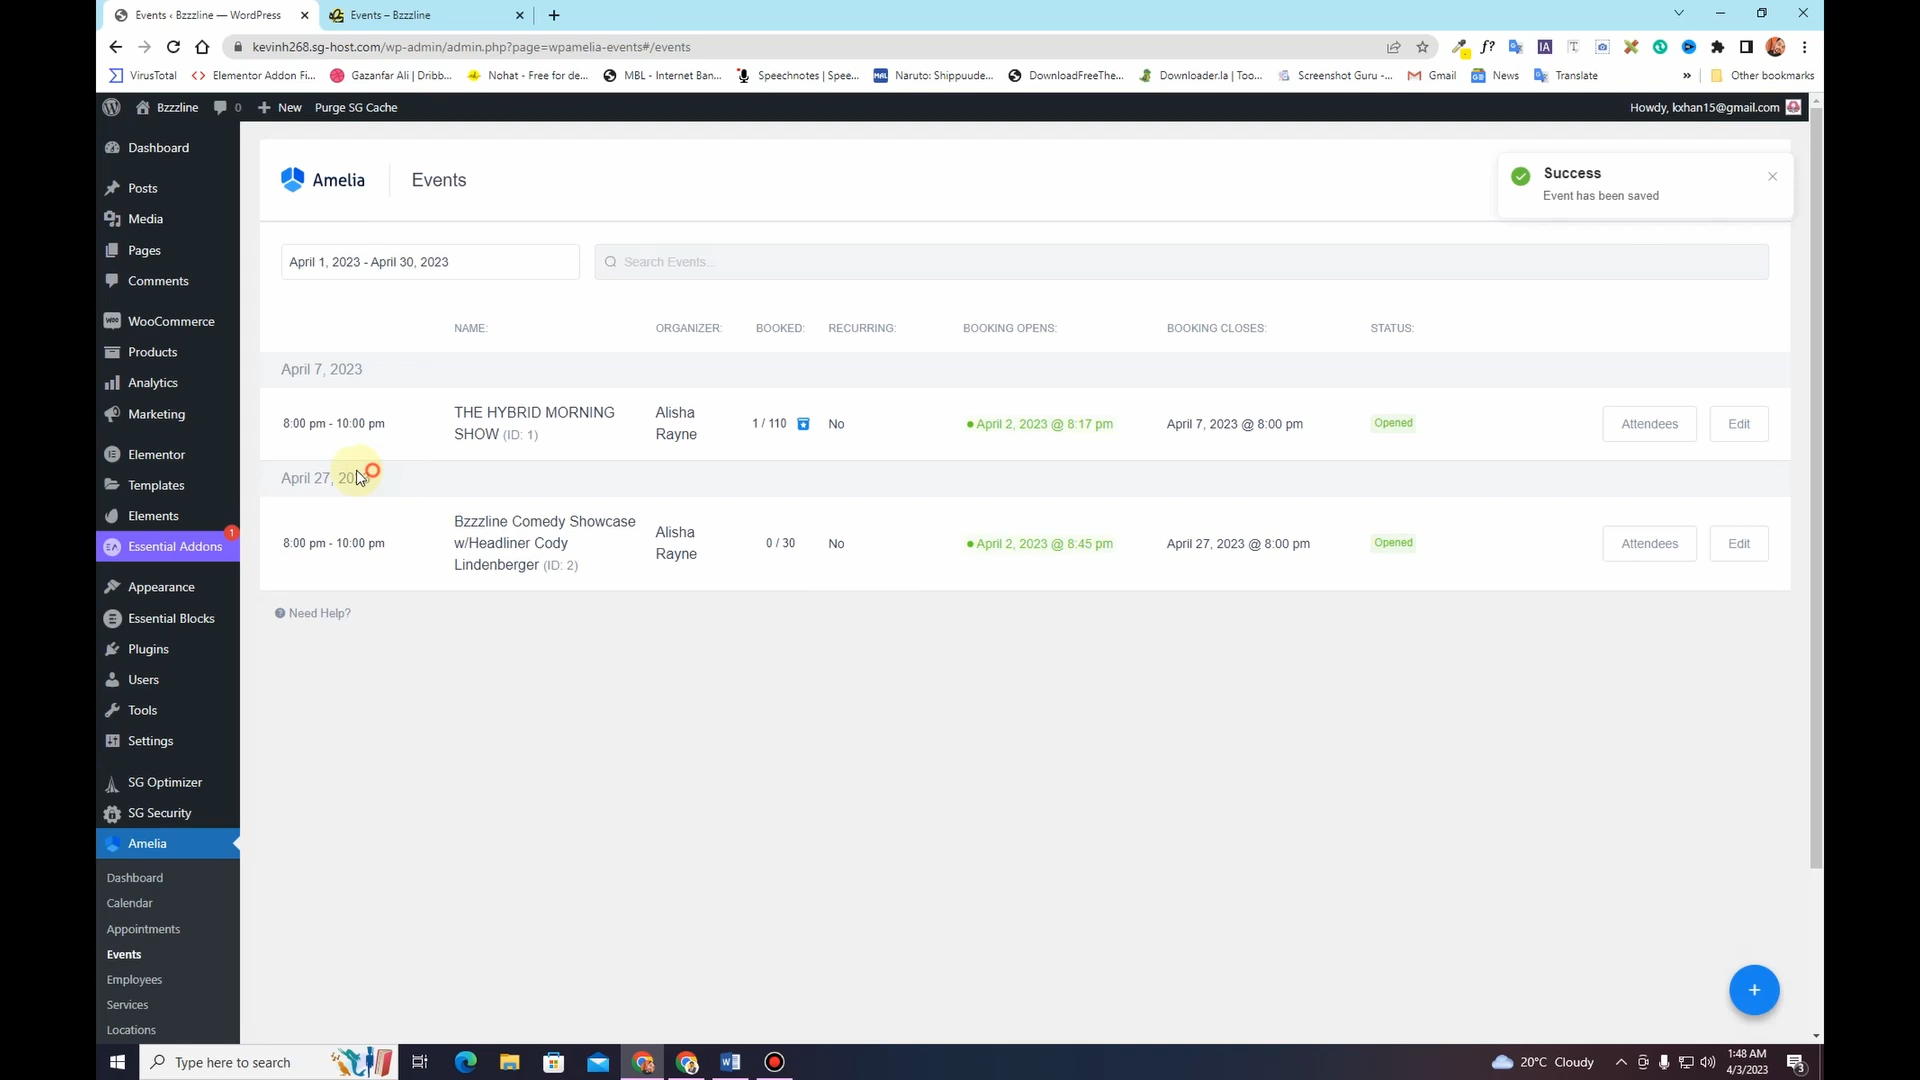 Events ‹ Bzzzline — WordPress
Events – Bzzzline
kevinh268.sg-host.com/wp-admin/admin.php?page=wpamelia-events#/events
VirusTotal
Elementor Addon Fi...
Gazanfar Ali | Dribb...
Nohat - Free for de...
MBL - Internet Ban...
Speechnotes | Spee...
Naruto: Shippuude...
DownloadFreeThe...
Downloader.la | Too...
Screenshot Guru -...
Gmail
News
Translate
»
Other bookmarks
Bzzzline
0
New
Purge SG Cache
Howdy, kxhan15@gmail.com
Dashboard
Posts
Media
Pages
Comments
WooCommerce
Products
Analytics
Marketing
Elementor
Templates
Elements
Essential Addons
1
Appearance
Essential Blocks
Plugins
Users
Tools
Settings
SG Optimizer
SG Security
Amelia
Dashboard
Calendar
Appointments
Events
Employees
Services
Locations
Amelia
Events
Success
Event has been saved
April 1, 2023 - April 30, 2023
Search Events...
NAME: ORGANIZER: BOOKED: RECURRING: BOOKING OPENS: BOOKING CLOSES: STATUS:
April 7, 2023
8:00 pm - 10:00 pm
THE HYBRID MORNING
SHOW (ID: 1)
Alisha
Rayne
1 / 110
No
April 2, 2023 @ 8:17 pm
April 7, 2023 @ 8:00 pm
Opened
Attendees
Edit
April 27,
8:00 pm - 10:00 pm
Bzzzline Comedy Showcase
w/Headliner Cody
Lindenberger (ID: 2)
Alisha
Rayne
0 / 30
No
April 2, 2023 @ 8:45 pm
April 27, 2023 @ 8:00 pm
Opened
Attendees
Edit
Need Help?
+
Type here to search
20°C Cloudy
1:48 AM
4/3/2023
3